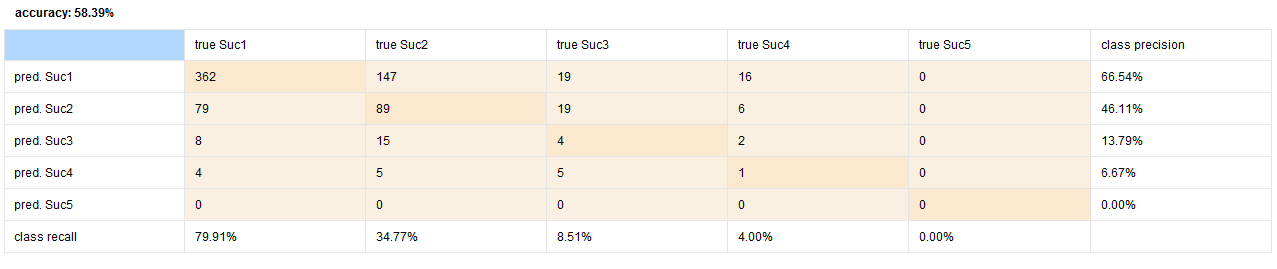 accuracy: 58.39%
true Suc1 true Suc2 true Suc3 true Suc4 true Suc5 class precision
pred. Suc1 362 147 19 16 0 66.54%
pred. Suc2 79 89 19 6 0 46.11%
pred. Suc3 8 15 4 2 0 13.79%
pred. Suc4 4 5 5 1 0 6.67%
pred. Suc5 0 0 0 0 0 0.00%
class recall 79.91% 34.77% 8.51% 4.00% 0.00%